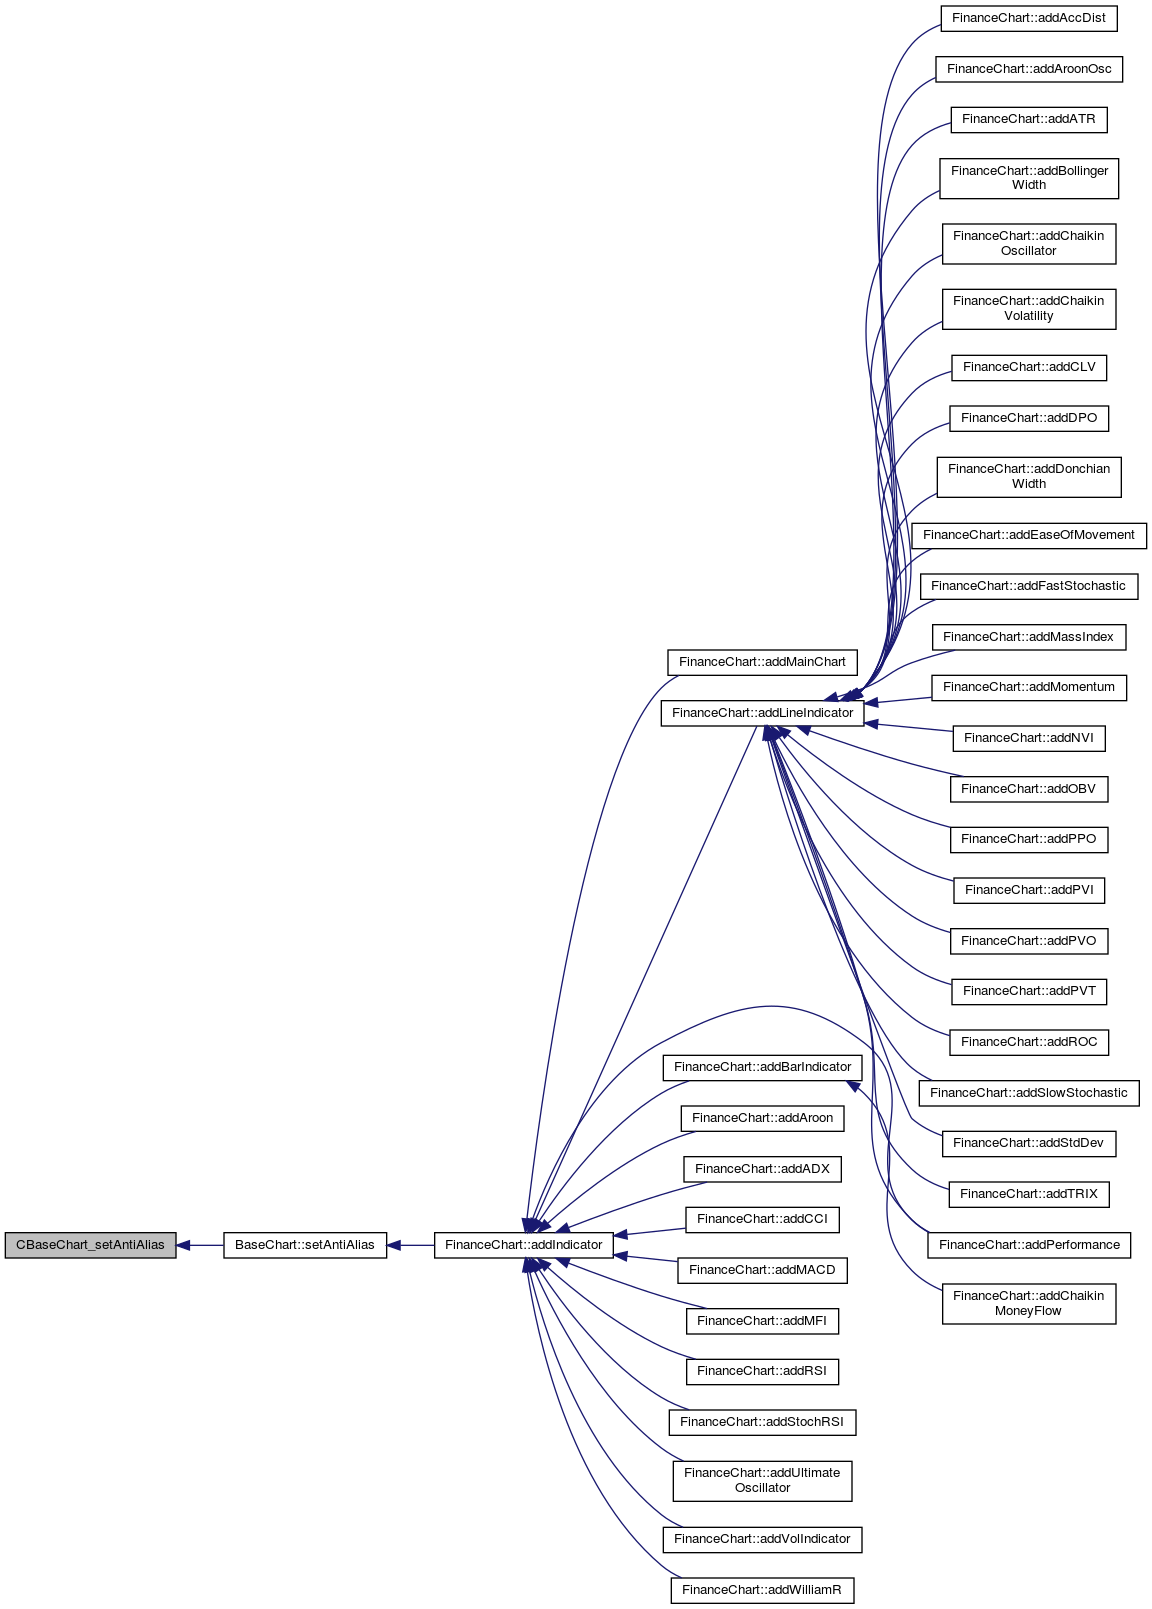 FinanceChart::addAccDist
FinanceChart::addAroonOsc
FinanceChart::addATR
FinanceChart::addBollinger
Width
FinanceChart::addChaikin
Oscillator
FinanceChart::addChaikin
Volatility
FinanceChart::addCLV
FinanceChart::addDPO
FinanceChart::addDonchian
Width
FinanceChart::addEaseOfMovement
FinanceChart::addFastStochastic
FinanceChart::addMassIndex
FinanceChart::addMainChart
FinanceChart::addMomentum
FinanceChart::addLineIndicator
FinanceChart::addNVI
FinanceChart::addOBV
FinanceChart::addPPO
FinanceChart::addPVI
FinanceChart::addPVO
FinanceChart::addPVT
FinanceChart::addROC
FinanceChart::addBarIndicator
FinanceChart::addSlowStochastic
FinanceChart::addAroon
FinanceChart::addStdDev
FinanceChart::addADX
FinanceChart::addTRIX
FinanceChart::addCCI
CBaseChart_setAntiAlias
BaseChart::setAntiAlias
FinanceChart::addIndicator
FinanceChart::addPerformance
FinanceChart::addMACD
FinanceChart::addChaikin
MoneyFlow
FinanceChart::addMFI
FinanceChart::addRSI
FinanceChart::addStochRSI
FinanceChart::addUltimate
Oscillator
FinanceChart::addVolIndicator
FinanceChart::addWilliamR